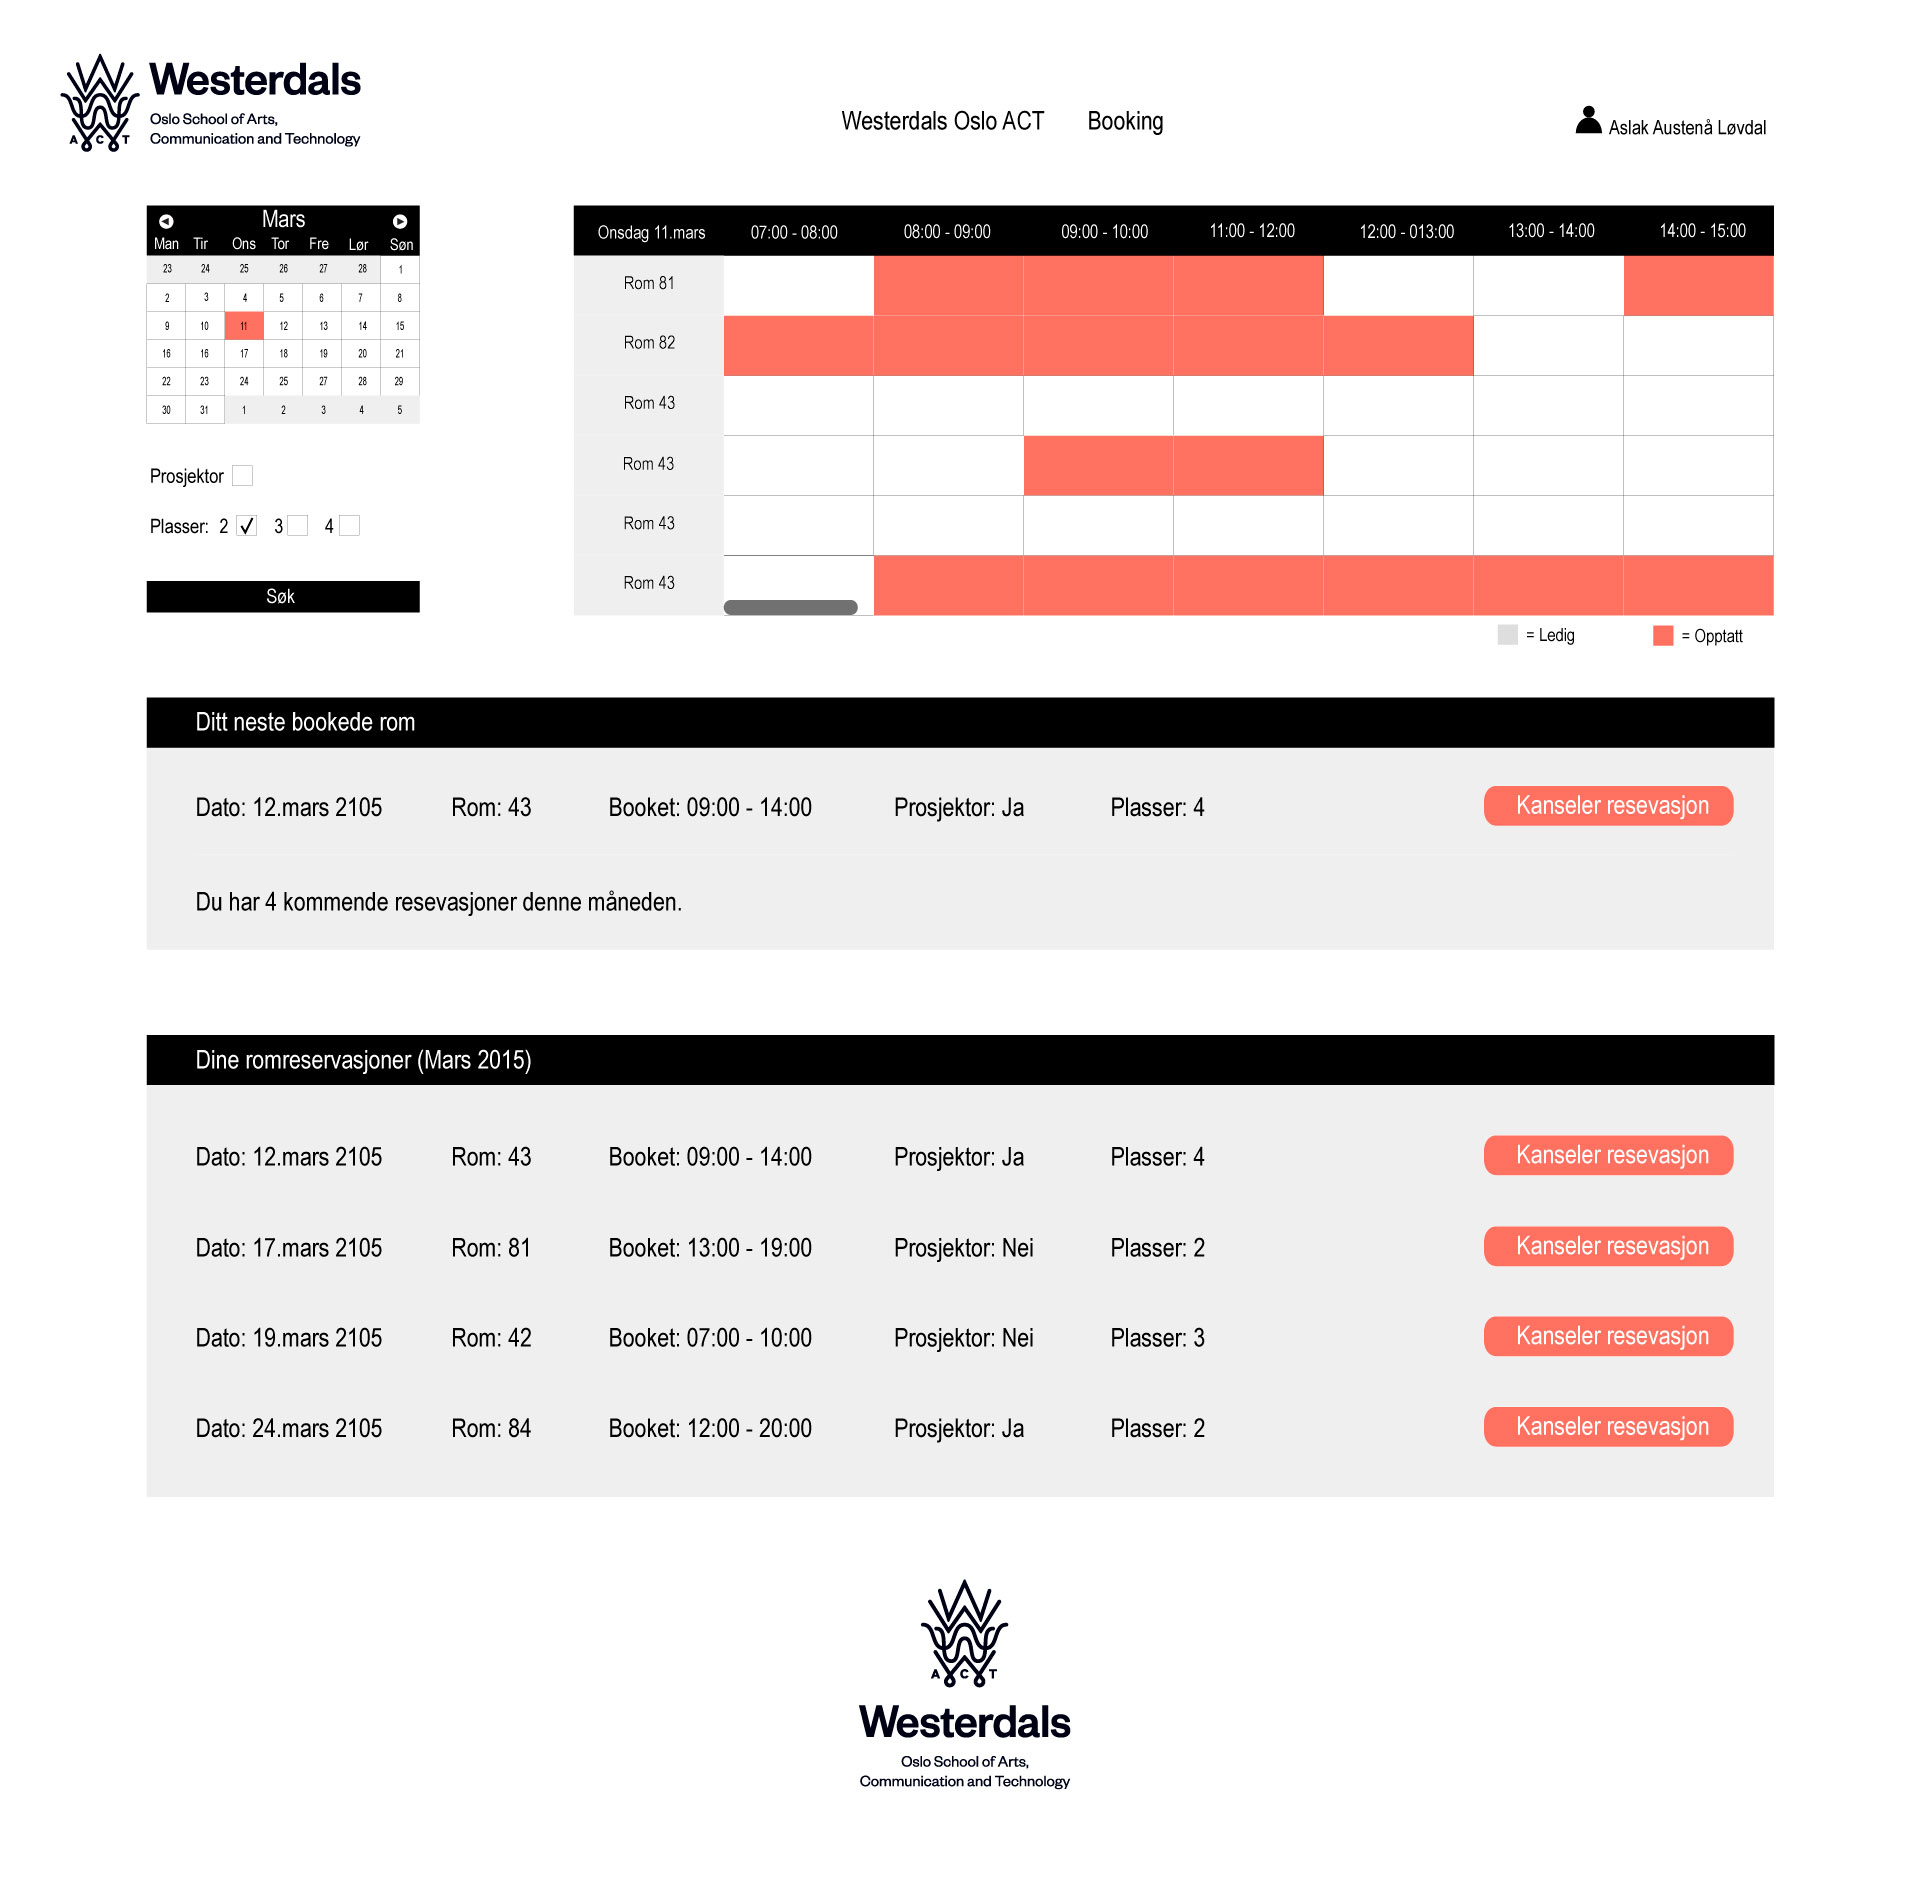 Westerdals
Oslo School of Arts,
Communication and Technology
A C T
Westerdals Oslo ACT Booking
Aslak Austenå Løvdal
Mars
Man Tir Ons Tor Fre Lør Søn
23 24 25 26 27 28 1
2 3 4 5 6 7 8
9 10 11 12 13 14 15
16 16 17 18 19 20 21
22 23 24 25 27 28 29
30 31 1 2 3 4 5
Prosjektor
Plasser: 2 3 4
Søk
Onsdag 11.mars 07:00 - 08:00 08:00 - 09:00 09:00 - 10:00 11:00 - 12:00 12:00 - 013:00 13:00 - 14:00 14:00 - 15:00
Rom 81
Rom 82
Rom 43
Rom 43
Rom 43
Rom 43
= Ledig = Opptatt
Ditt neste bookede rom
Dato: 12.mars 2105 Rom: 43 Booket: 09:00 - 14:00 Prosjektor: Ja Plasser: 4 Kanseler resevasjon
Du har 4 kommende resevasjoner denne måneden.
Dine romreservasjoner (Mars 2015)
Dato: 12.mars 2105 Rom: 43 Booket: 09:00 - 14:00 Prosjektor: Ja Plasser: 4 Kanseler resevasjon
Dato: 17.mars 2105 Rom: 81 Booket: 13:00 - 19:00 Prosjektor: Nei Plasser: 2 Kanseler resevasjon
Dato: 19.mars 2105 Rom: 42 Booket: 07:00 - 10:00 Prosjektor: Nei Plasser: 3 Kanseler resevasjon
Dato: 24.mars 2105 Rom: 84 Booket: 12:00 - 20:00 Prosjektor: Ja Plasser: 2 Kanseler resevasjon
A C T
Westerdals
Oslo School of Arts,
Communication and Technology